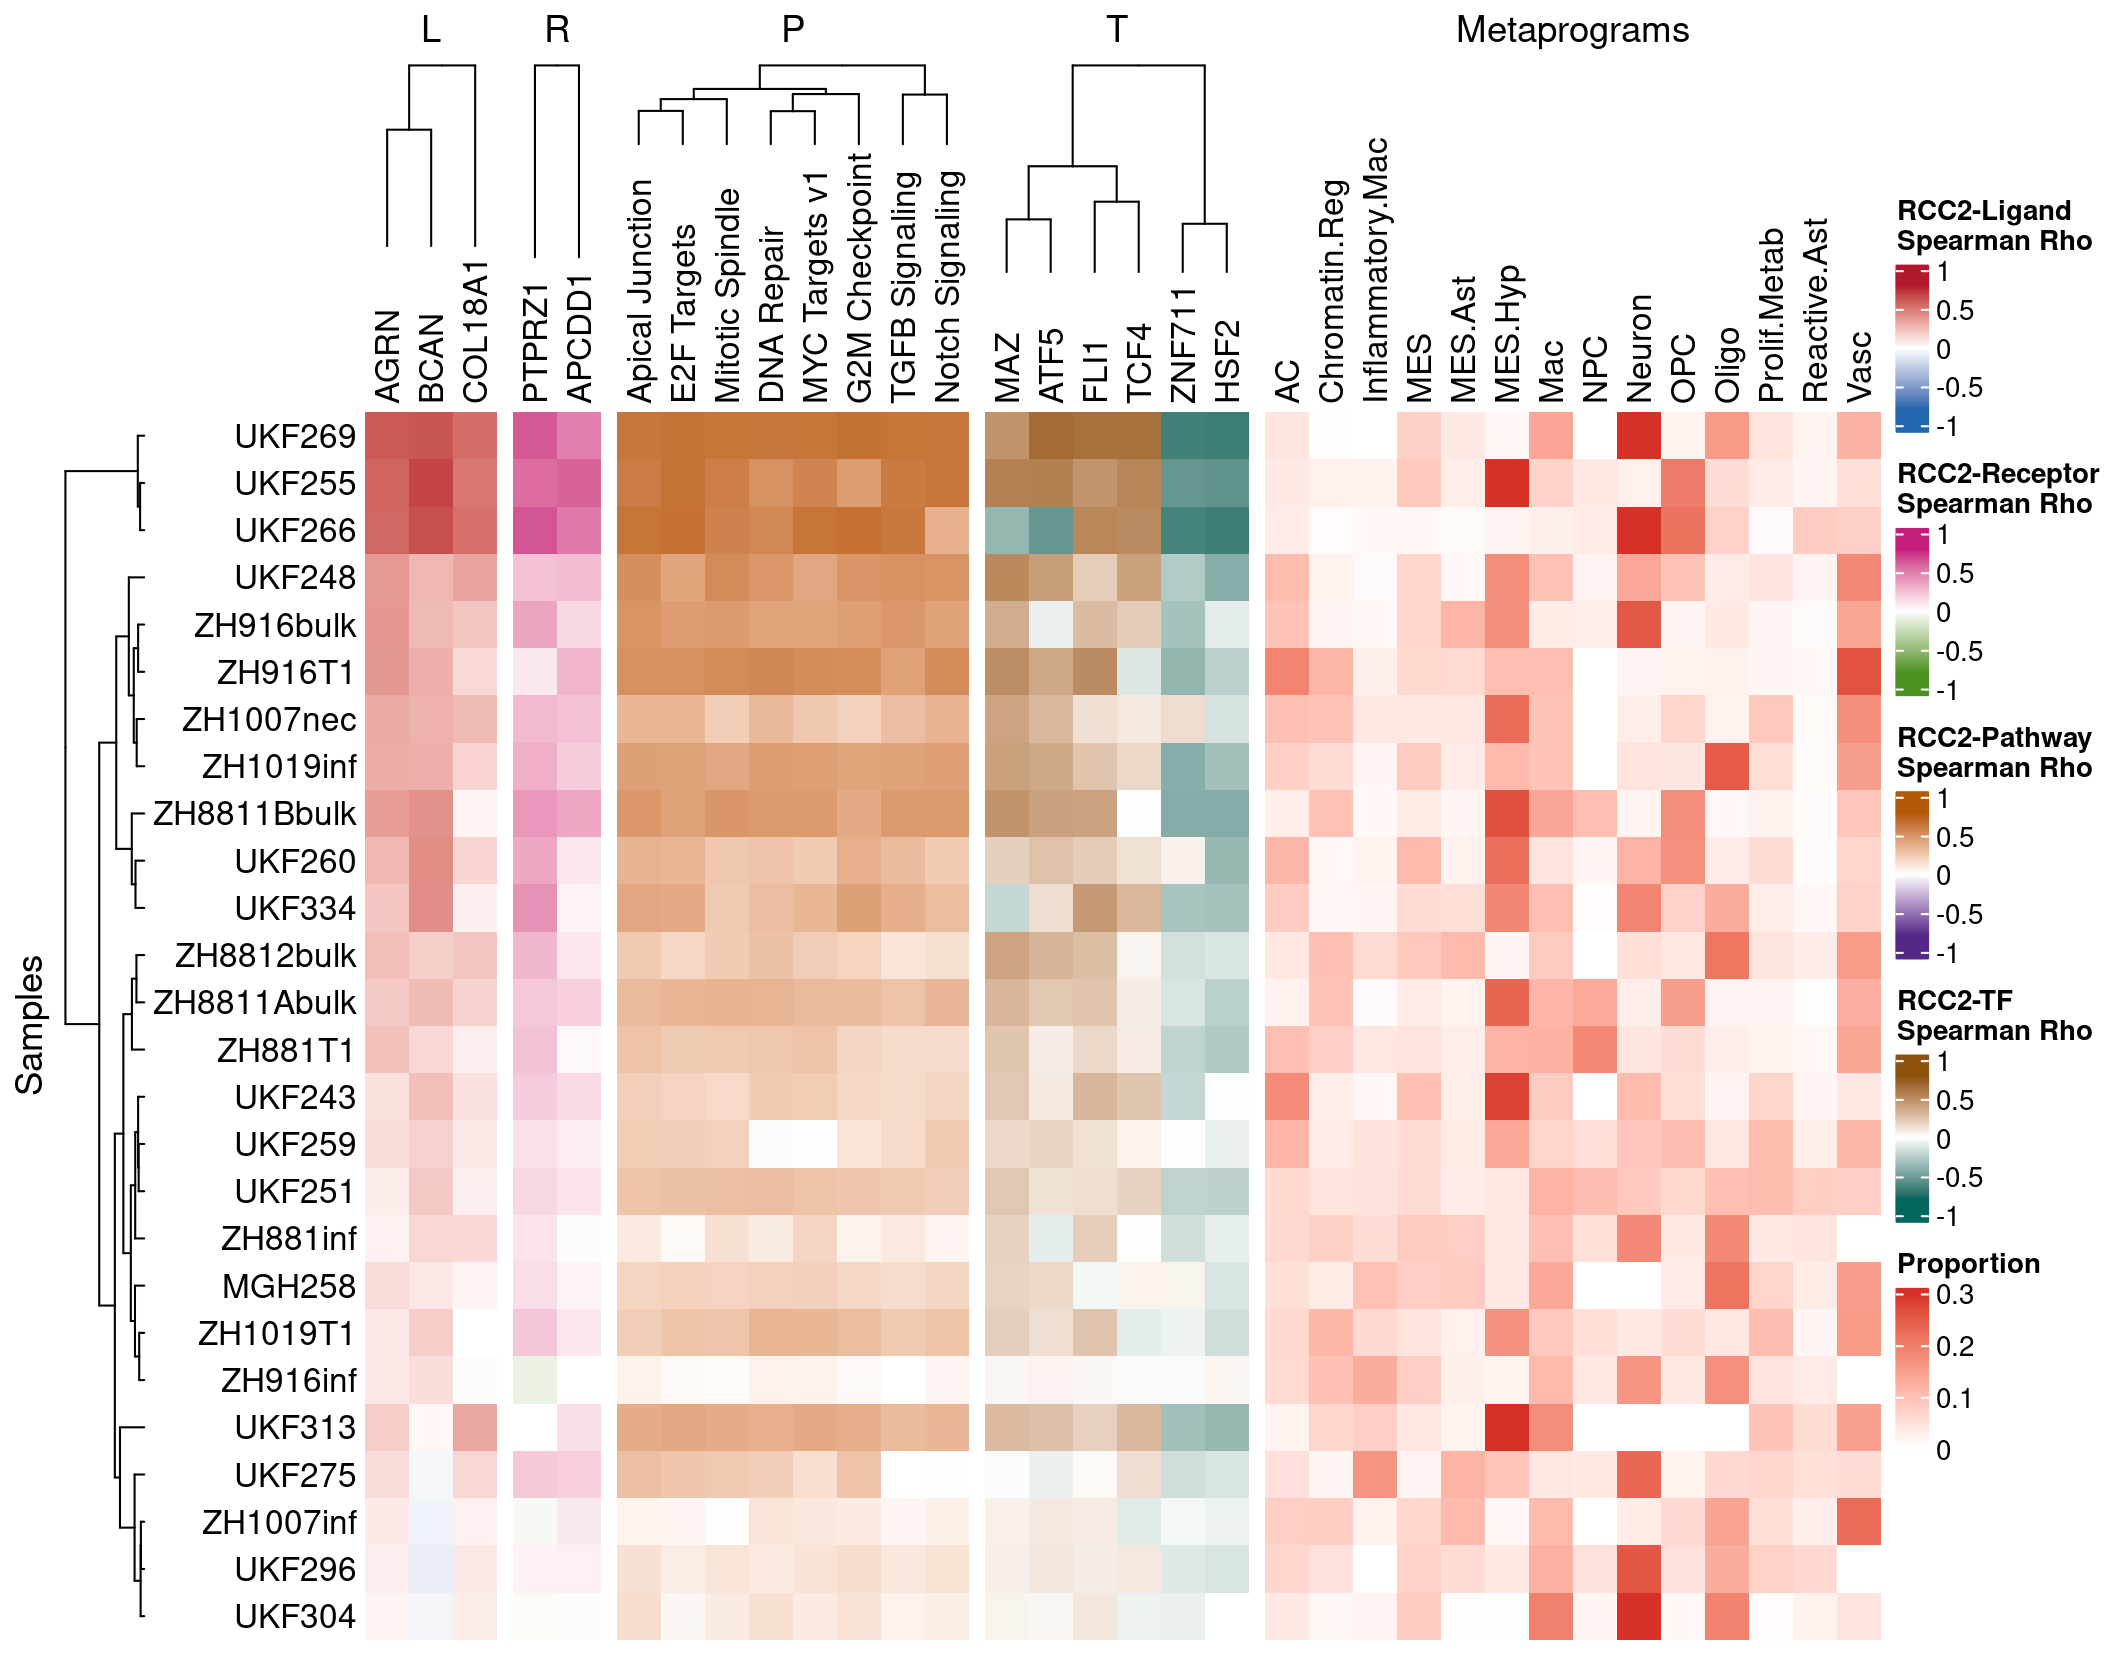 L R P T Metaprograms
AGRN
BCAN
COL18A1
PTPRZ1
APCDD1
Apical Junction
E2F Targets
Mitotic Spindle
DNA Repair
MYC Targets v1
G2M Checkpoint
TGFB Signaling
Notch Signaling
MAZ
ATF5
FLI1
TCF4
ZNF711
HSF2
AC
Chromatin.Reg
Inflammatory.Mac
MES
MES.Ast
MES.Hyp
Mac
NPC
Neuron
OPC
Oligo
Prolif.Metab
Reactive.Ast
Vasc
Samples
UKF269
UKF255
UKF266
UKF248
ZH916bulk
ZH916T1
ZH1007nec
ZH1019inf
ZH8811Bbulk
UKF260
UKF334
ZH8812bulk
ZH8811Abulk
ZH881T1
UKF243
UKF259
UKF251
ZH881inf
MGH258
ZH1019T1
ZH916inf
UKF313
UKF275
ZH1007inf
UKF296
UKF304
RCC2-Ligand
Spearman Rho
1
0.5
0
-0.5
-1
RCC2-Receptor
Spearman Rho
1
0.5
0
-0.5
-1
RCC2-Pathway
Spearman Rho
1
0.5
0
-0.5
-1
RCC2-TF
Spearman Rho
1
0.5
0
-0.5
-1
Proportion
0.3
0.2
0.1
0